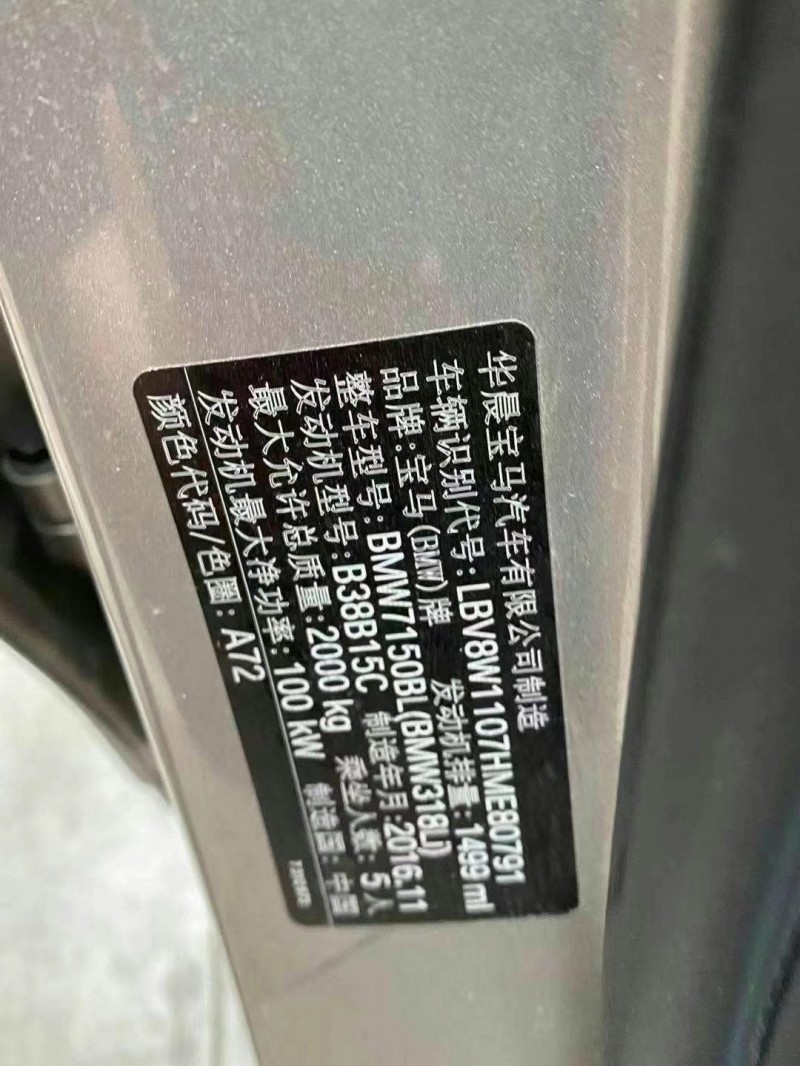 华晨宝马汽车有限公司制造
车辆识别代号:LBV8W1107HME80791
品牌:宝马(BMW)牌 发动机排量:1499 ml
整车型号:BMW7150BL(BMW318Li)
发动机型号:B38B15C 制造年月:2016.11
最大允许总质量:2000 kg 乘坐人数:5人
发动机最大净功率:100 kW 制造国:中国
颜色代码/色圈:A72